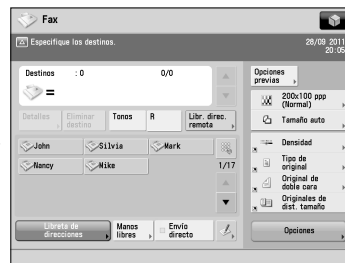 Fax
Especifique los destinos.
28/09 2011
20:05
Destinos : 0 0/0
=
Detalles
Eliminar
destino
Tonos
R
Libr. direc.
remota
John
Silvia
Mark
Nancy
Mike
1/17
Libreta de
direcciones
Manos
libres
Envío
directo
Opciones
previas
200x100 ppp
(Normal)
Tamaño auto
Densidad
Tipo de
original
Original de
doble cara
Originales de
dist. tamaño
Opciones